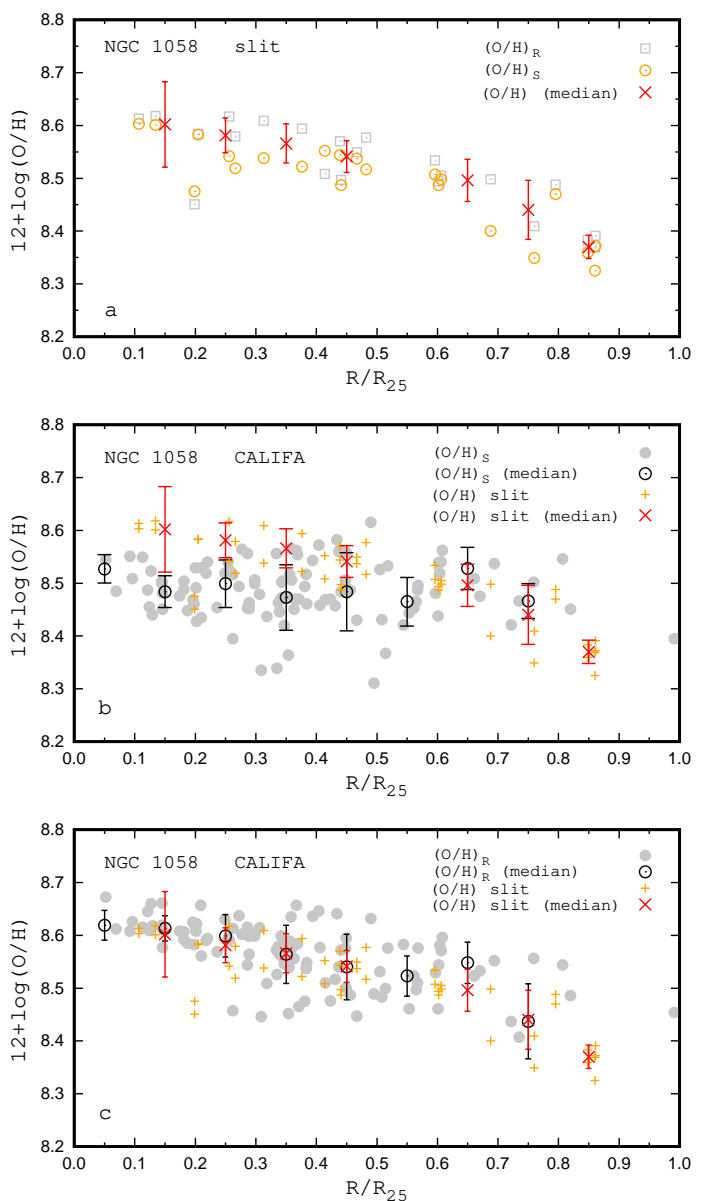 8.8
NGC 1058 slit
(O/H)R
(O/H)S
(O/H) (median)
8.7
8.6
8.5
8.4
8.3
8.2
12+log(O/H)
a
0.0 0.1 0.2 0.3 0.4 0.5 0.6 0.7 0.8 0.9 1.0
R/R25
8.8
NGC 1058 CALIFA
(O/H)S
(O/H)S (median)
(O/H) slit
(O/H) slit (median)
8.7
8.6
8.5
8.4
8.3
8.2
12+log(O/H)
b
0.0 0.1 0.2 0.3 0.4 0.5 0.6 0.7 0.8 0.9 1.0
R/R25
8.8
NGC 1058 CALIFA
(O/H)R
(O/H)R (median)
(O/H) slit
(O/H) slit (median)
8.7
8.6
8.5
8.4
8.3
8.2
12+log(O/H)
c
0.0 0.1 0.2 0.3 0.4 0.5 0.6 0.7 0.8 0.9 1.0
R/R25